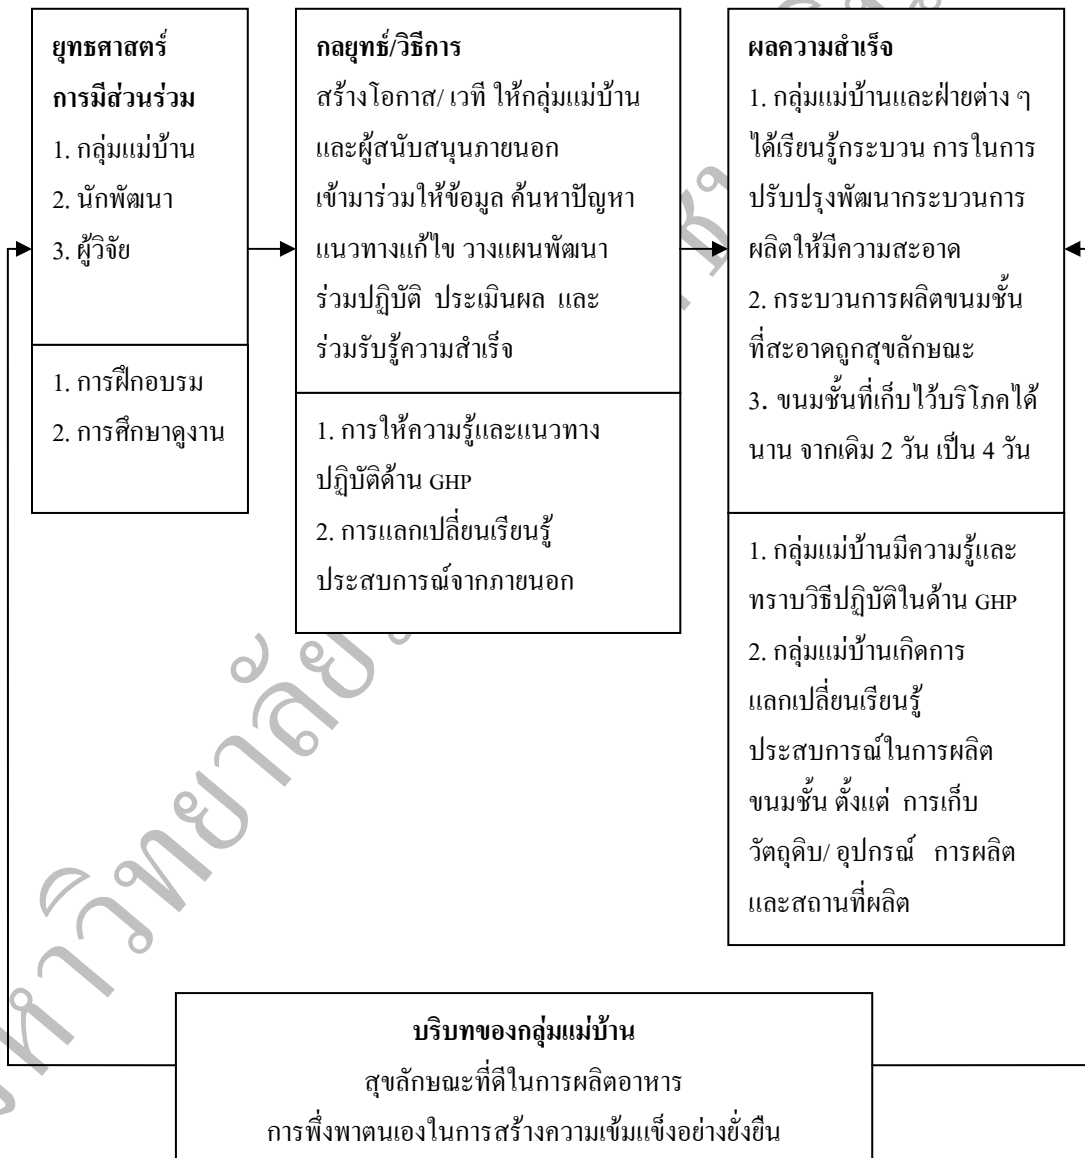 ยุทธศาสตร์
การมีส่วนร่วม
1. กลุ่มแม่บ้าน
2. นักพัฒนา
3. ผู้วิจัย
1. การฝึกอบรม
2. การศึกษาดูงาน
กลยุทธ์/วิธีการ
สร้างโอกาส/ เวที ให้กลุ่มแม่บ้าน
และผู้สนับสนุนภายนอก
เข้ามาร่วมให้ข้อมูล ค้นหาปัญหา
แนวทางแก้ไข วางแผนพัฒนา
ร่วมปฏิบัติ ประเมินผล และ
ร่วมรับรู้ความสำเร็จ
1. การให้ความรู้และแนวทาง
ปฏิบัติด้าน GHP
2. การแลกเปลี่ยนเรียนรู้
ประสบการณ์จากภายนอก
ผลความสำเร็จ
1. กลุ่มแม่บ้านและฝ่ายต่าง ๆ
ได้เรียนรู้กระบวน การในการ
ปรับปรุงพัฒนากระบวนการ
ผลิตให้มีความสะอาด
2. กระบวนการผลิตขนมชั้น
ที่สะอาดถูกสุขลักษณะ
3. ขนมชั้นที่เก็บไว้บริโภคได้
นาน จากเดิม 2 วัน เป็น 4 วัน
1. กลุ่มแม่บ้านมีความรู้และ
ทราบวิธีปฏิบัติในด้าน GHP
2. กลุ่มแม่บ้านเกิดการ
แลกเปลี่ยนเรียนรู้
ประสบการณ์ในการผลิต
ขนมชั้น ตั้งแต่ การเก็บ
วัตถุดิบ/ อุปกรณ์ การผลิต
และสถานที่ผลิต
บริบทของกลุ่มแม่บ้าน
สุขลักษณะที่ดีในการผลิตอาหาร
การพึ่งพาตนเองในการสร้างความเข้มแข็งอย่างยั่งยืน